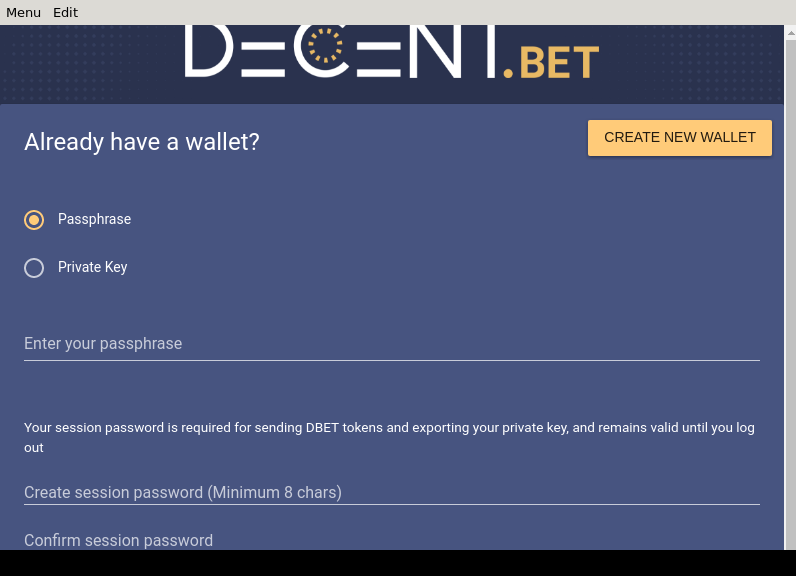 Menu Edit
DECENT.BET
Already have a wallet?
CREATE NEW WALLET
Passphrase
Private Key
Enter your passphrase
Your session password is required for sending DBET tokens and exporting your private key, and remains valid until you log
out
Create session password (Minimum 8 chars)
Confirm session password